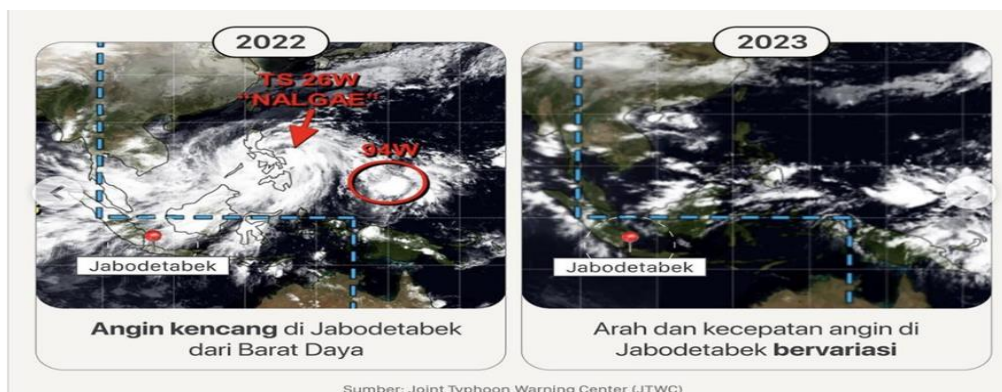 2022
TS 26W
"NALGAE"
94W
Jabodetabek
Angin kencang di Jabodetabek
dari Barat Daya
2023
Jabodetabek
Arah dan kecepatan angin di
Jabodetabek bervariasi
Sumber: Joint Typhoon Warning Center (JTWC)